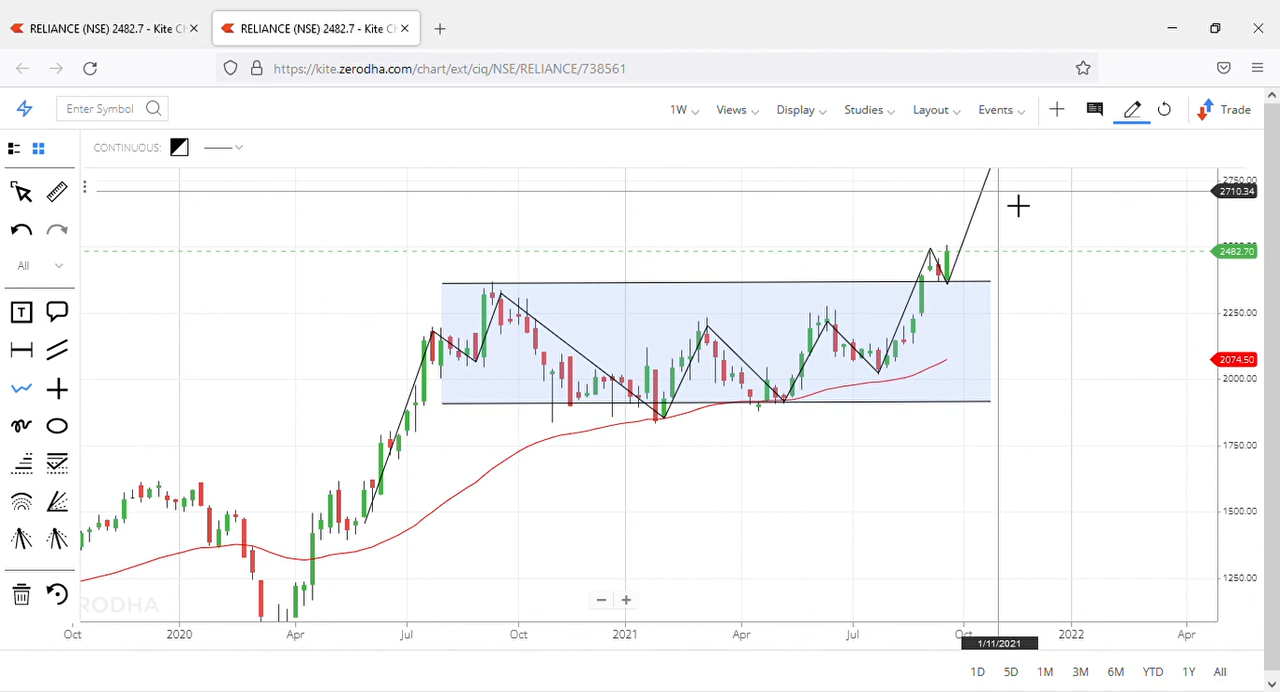 RELIANCE (NSE) 2482.7 - Kite C
RELIANCE (NSE) 2482.7 - Kite C
https://kite.zerodha.com/chart/ext/ciq/NSE/RELIANCE/738561
Enter Symbol
1W Views Display Studies Layout Events Trade
CONTINUOUS:
All
T
2750.00
2710.34
2482.70
2250.00
2074.50
2000.00
1750.00
1500.00
1250.00
ERODHA
Oct 2020 Apr Jul Oct 2021 Apr Jul Oct 2022 Apr
1/11/2021
1D 5D 1M 3M 6M YTD 1Y All